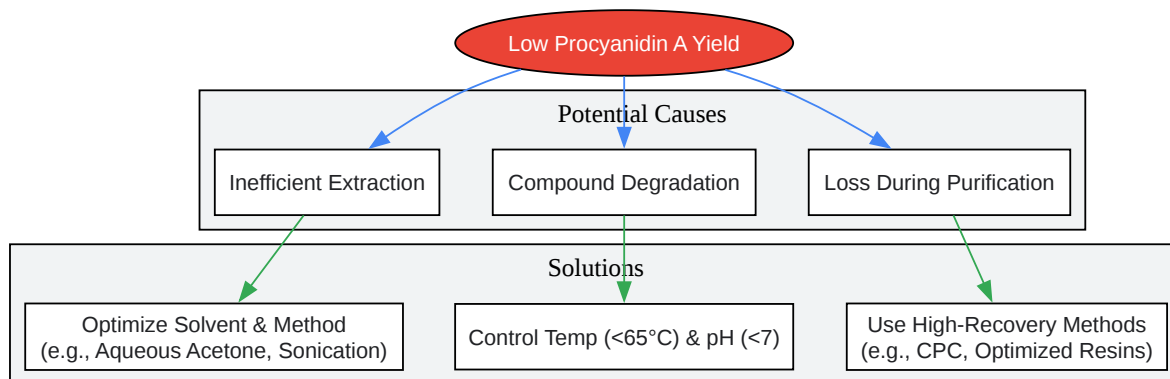 Low Procyanidin A Yield
Potential Causes
Inefficient Extraction
Compound Degradation
Loss During Purification
Solutions
Optimize Solvent & Method
(e.g., Aqueous Acetone, Sonication)
Control Temp (<65°C) & pH (<7)
Use High-Recovery Methods
(e.g., CPC, Optimized Resins)